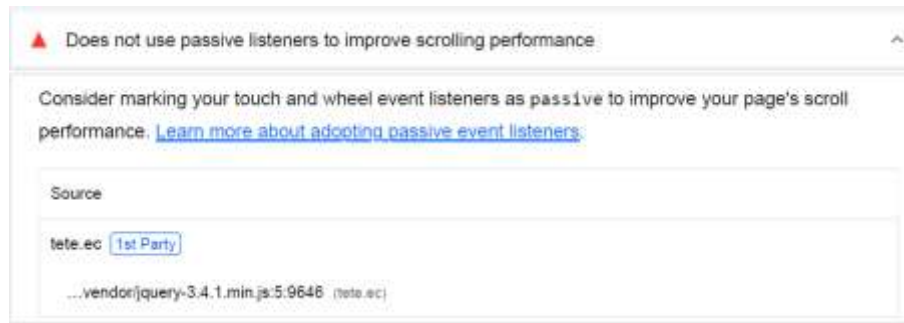 Does not use passive listeners to improve scrolling performance
Consider marking your touch and wheel event listeners as passive to improve your page's scroll
performance. Learn more about adopting passive event listeners.
Source
tete.ec 1st Party
…vendor/jquery-3.4.1.min.js:5:9646 (tete.ec)